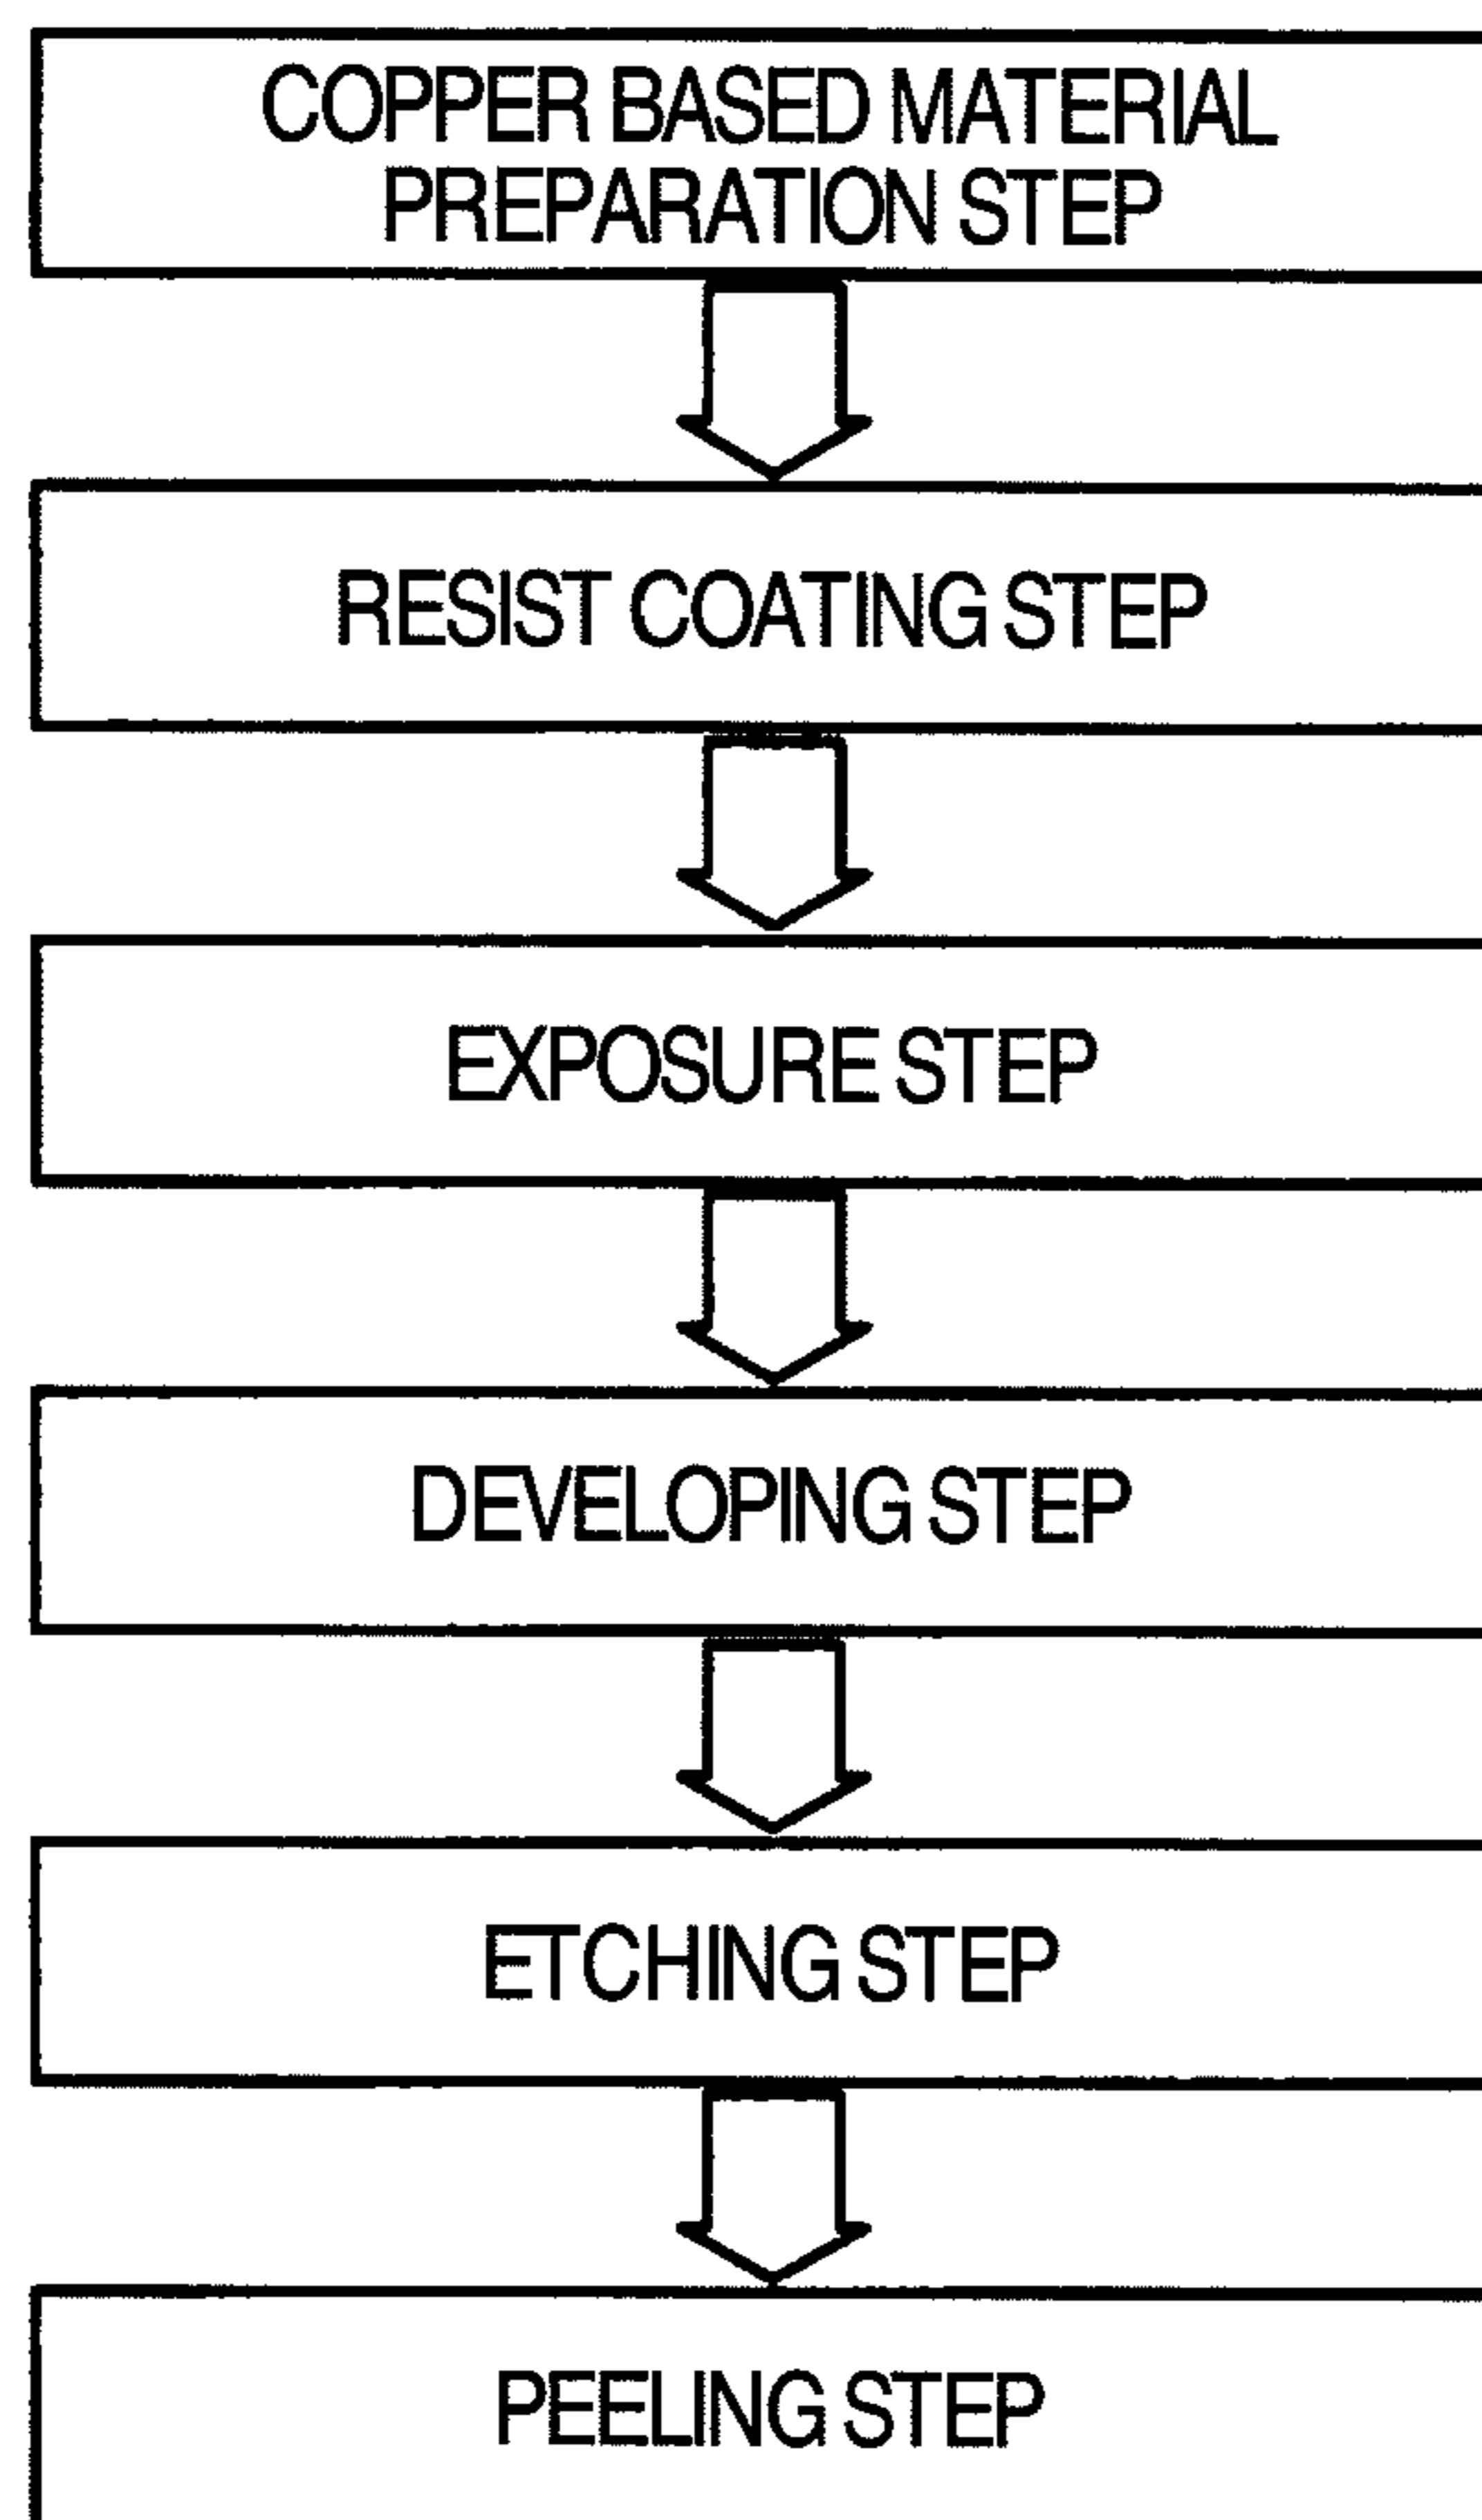 COPPER BASED MATERIAL
PREPARATION STEP
RESIST COATING STEP
EXPOSURE STEP
DEVELOPING STEP
ETCHING STEP
PEELING STEP